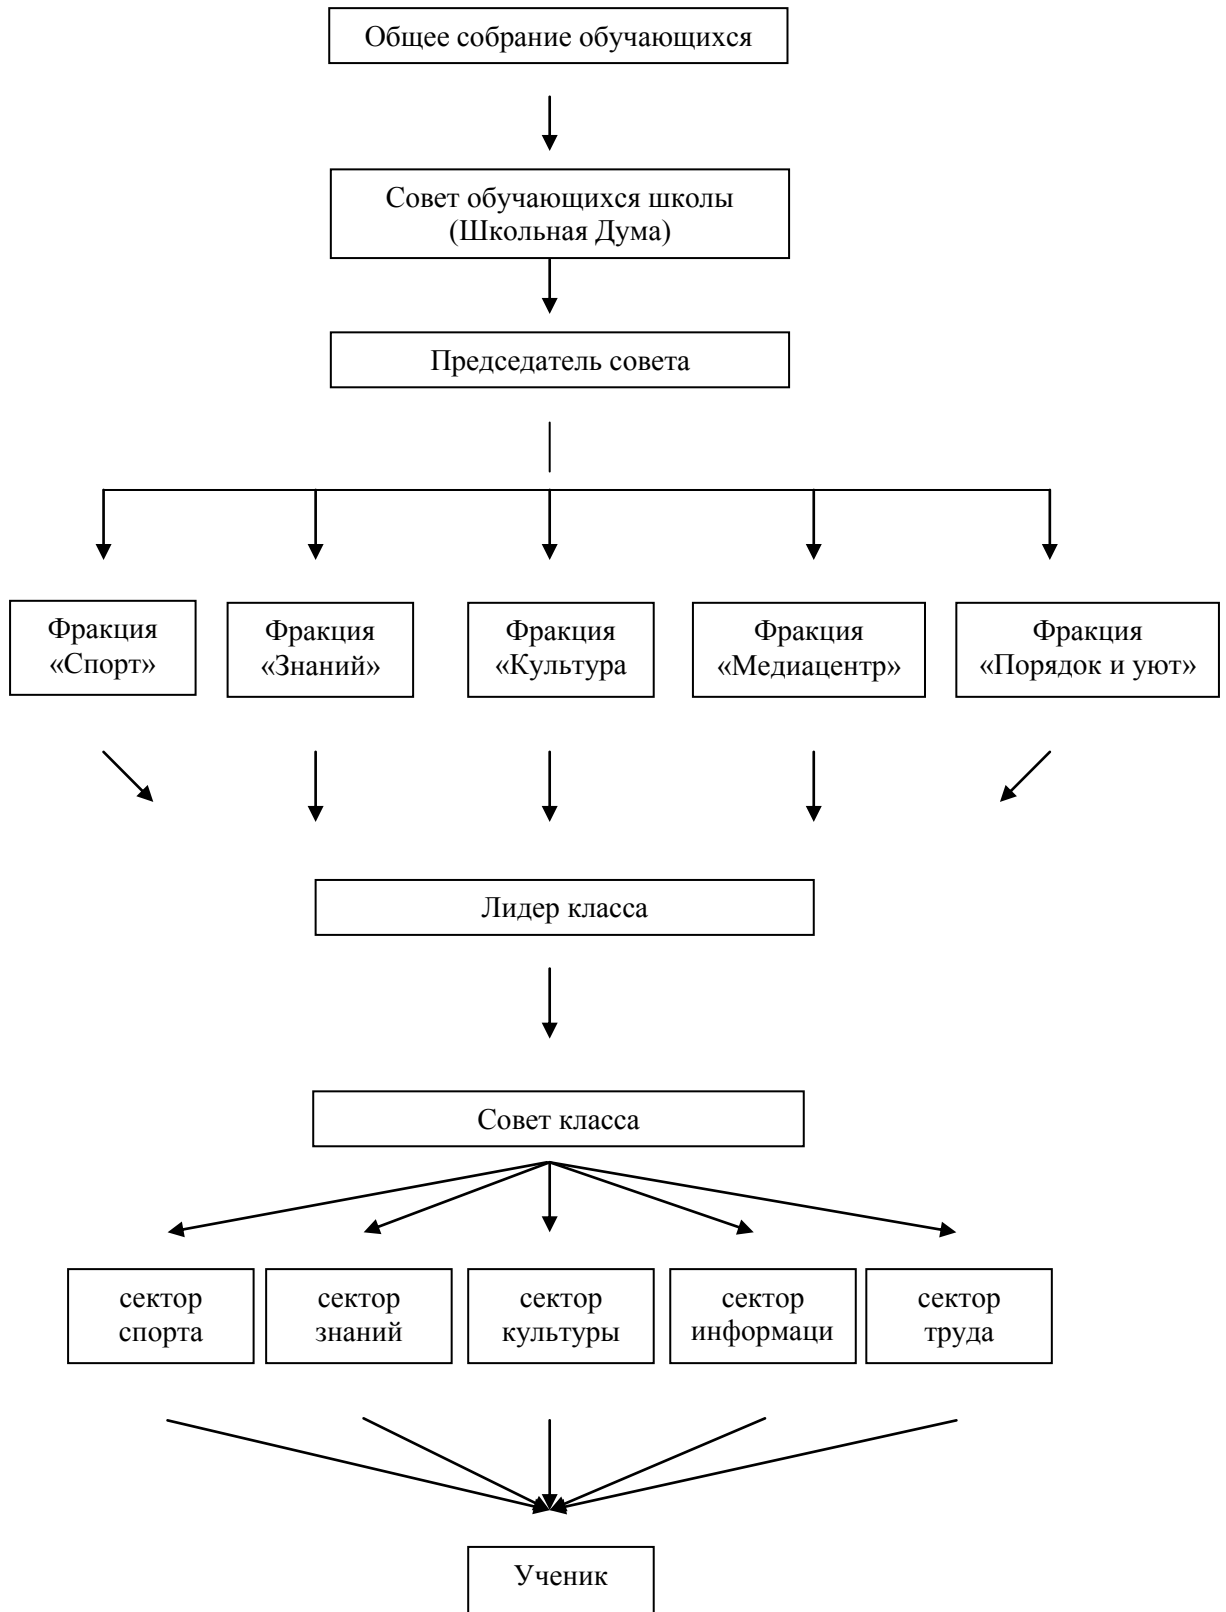 Общее собрание обучающихся
Совет обучающихся школы
(Школьная Дума)
Председатель совета
Фракция
«Спорт»
Фракция
«Знаний»
Фракция
«Культура
Фракция
«Медиацентр»
Фракция
«Порядок и уют»
Лидер класса
Совет класса
сектор
спорта
сектор
знаний
сектор
культуры
сектор
информаци
сектор
труда
Ученик